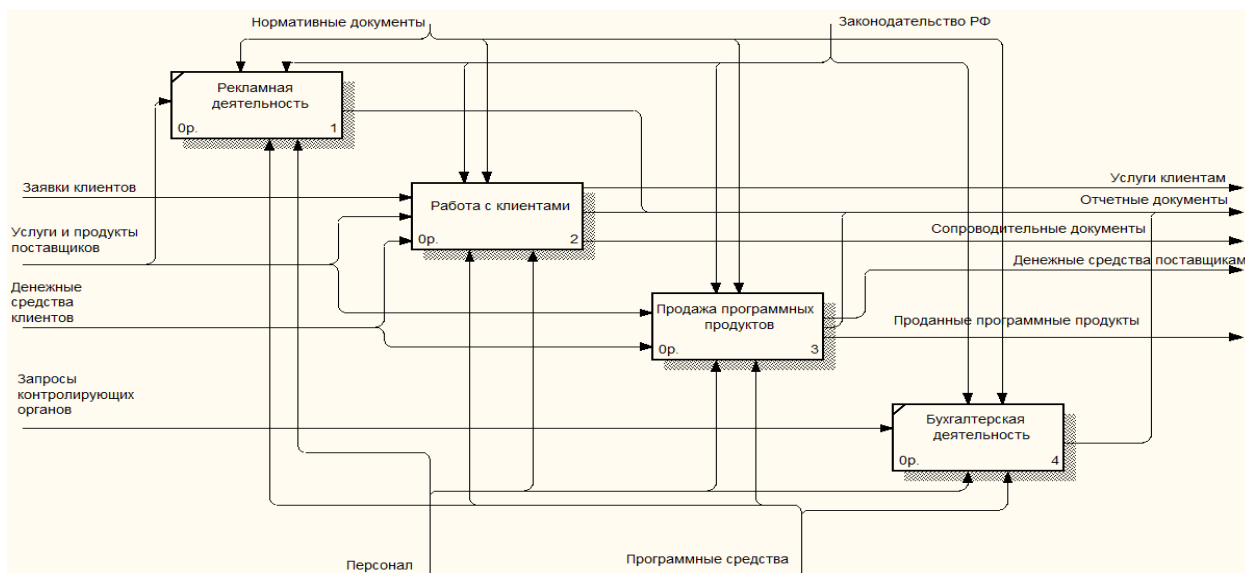 Нормативные документы
Законодательство РФ
Рекламная
деятельность
0р.
1
Заявки клиентов
Работа с клиентами
0р.
2
Услуги клиентам
Отчетные документы
Сопроводительные документы
Денежные средства поставщикам
Услуги и продукты
поставщиков
Денежные
средства
клиентов
Продажа программных
продуктов
0р.
3
Проданные программные продукты
Запросы
контролирующих
органов
Бухгалтерская
деятельность
0р.
4
Персонал
Программные средства